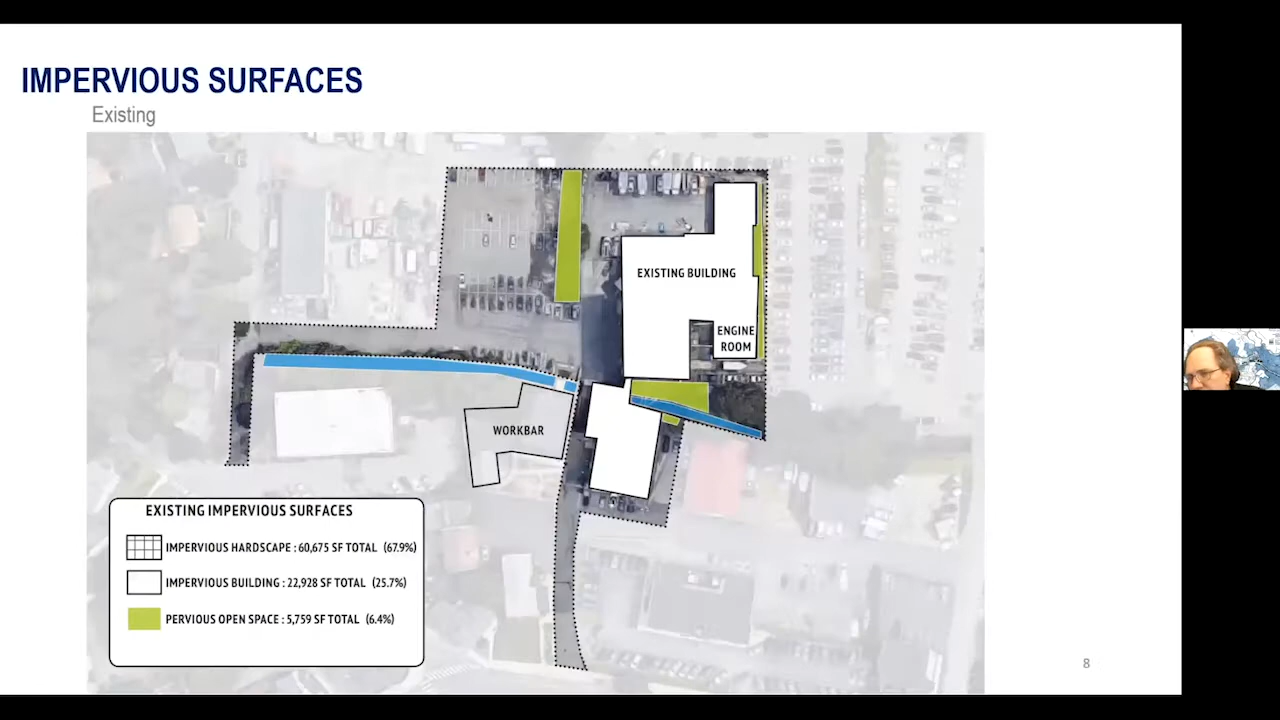 IMPERVIOUS SURFACES
Existing
EXISTING BUILDING
ENGINE
ROOM
WORKBAR
EXISTING IMPERVIOUS SURFACES
IMPERVIOUS HARDSCAPE : 60,675 SF TOTAL (67.9%)
IMPERVIOUS BUILDING : 22,928 SF TOTAL (25.7%)
PERVIOUS OPEN SPACE : 5,759 SF TOTAL (6.4%)
8